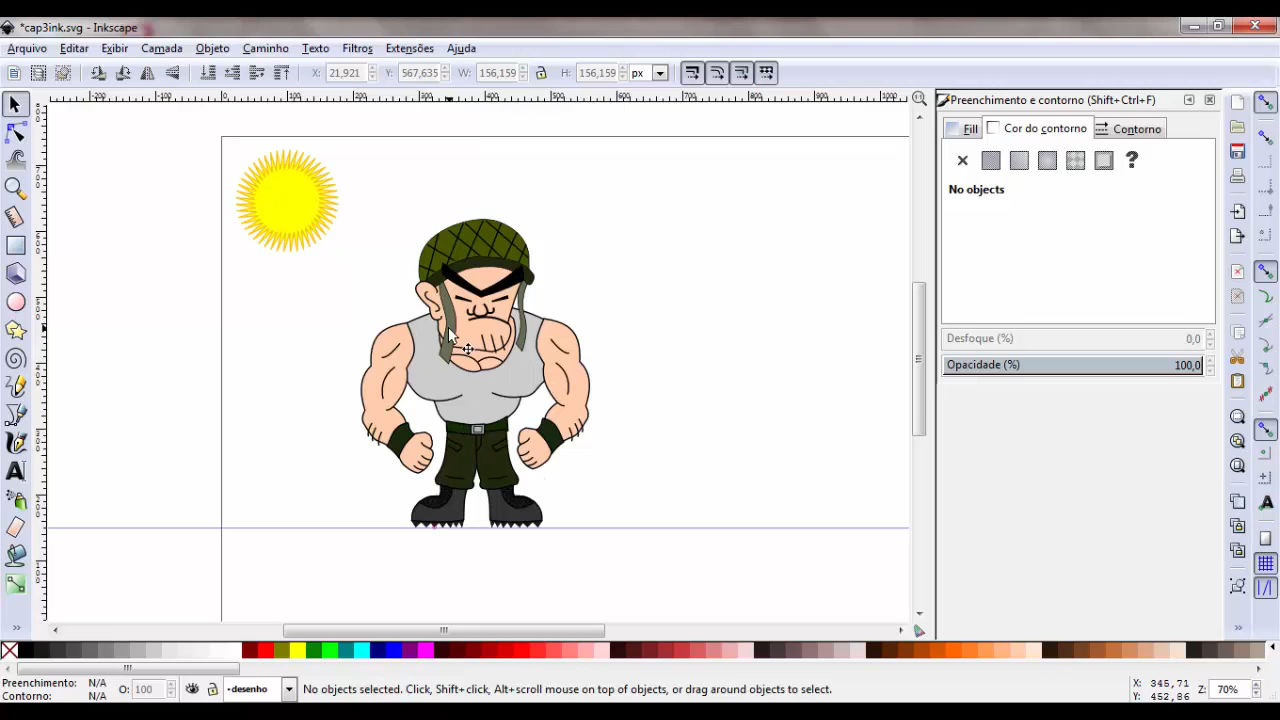 *cap3ink.svg - Inkscape
Arquivo Editar Exibir Camada Objeto Caminho Texto Filtros Extensões Ajuda
X: 21,921 Y: 567,635 W: 156,159 H: 156,159 px
Preenchimento e contorno (Shift+Ctrl+F)
Fill Cor do contorno Contorno
No objects
Desfoque (%) 0,0
Opacidade (%) 100,0
Preenchimento: N/A
Contorno: N/A
O: 100
desenho
No objects selected. Click, Shift+click, Alt+scroll mouse on top of objects, or drag around objects to select.
X: 345,71
Y: 452,86
Z: 70%